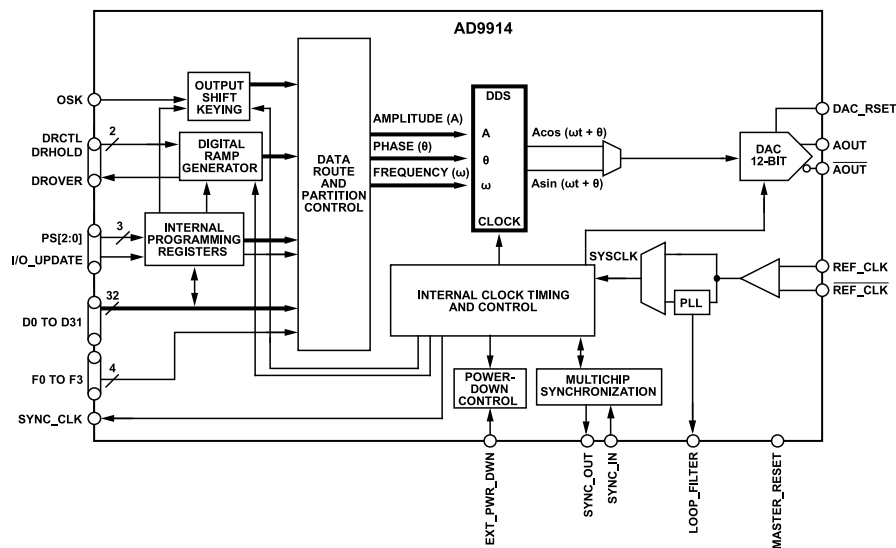 AD9914
OSK
OUTPUT
SHIFT
KEYING
DRCTL
DRHOLD
2
DROVER
DIGITAL
RAMP
GENERATOR
PS[2:0]
3
I/O_UPDATE
INTERNAL
PROGRAMMING
REGISTERS
32
D0 TO D31
4
F0 TO F3
SYNC_CLK
DATA
ROUTE
AND
PARTITION
CONTROL
AMPLITUDE (A)
PHASE (θ)
FREQUENCY (ω)
DDS
A
θ
ω
CLOCK
Acos (ωt + θ)
Asin (ωt + θ)
DAC
12-BIT
DAC_RSET
AOUT
AOUT
SYSCLK
PLL
REF_CLK
REF_CLK
INTERNAL CLOCK TIMING
AND CONTROL
POWER-
DOWN
CONTROL
MULTICHIP
SYNCHRONIZATION
EXT_PWR_DWN
SYNC_OUT
SYNC_IN
LOOP_FILTER
MASTER_RESET